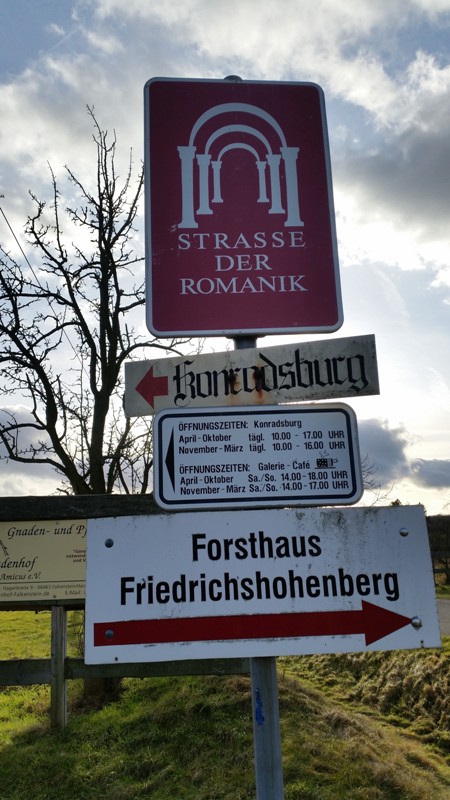 STRASSE
DER
ROMANIK
Konradsburg
ÖFFNUNGSZEITEN: Konradsburg
April-Oktober tägl. 10.00 - 17.00 UHR
November-März tägl. 10.00 - 16.00 UHR
ÖFFNUNGSZEITEN: Galerie-Café
April-Oktober Sa./So. 14.00-18.00 UHR
November-März Sa./So. 14.00-17.00 UHR
Gnaden- und
denhof
Amicus e.V.
Forsthaus
Friedrichshohenberg